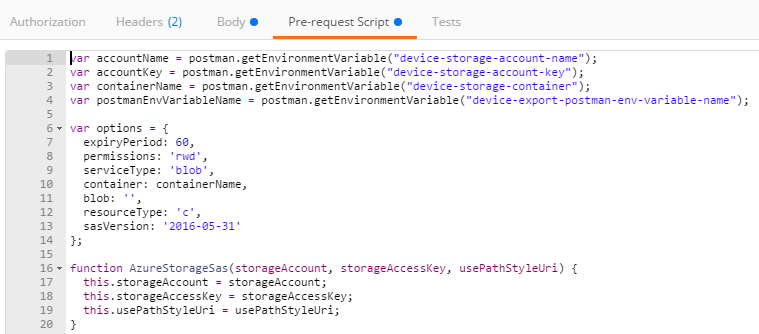 Authorization Headers (2) Body Pre-request Script Tests
1 var accountName = postman.getEnvironmentVariable("device-storage-account-name");
2 var accountKey = postman.getEnvironmentVariable("device-storage-account-key");
3 var containerName = postman.getEnvironmentVariable("device-storage-container");
4 var postmanEnvVariableName = postman.getEnvironmentVariable("device-export-postman-env-variable-name");
5
6 var options = {
7   expiryPeriod: 60,
8   permissions: 'rwd',
9   serviceType: 'blob',
10   container: containerName,
11   blob: '',
12   resourceType: 'c',
13   sasVersion: '2016-05-31'
14 };
15
16 function AzureStorageSas(storageAccount, storageAccessKey, usePathStyleUri) {
17   this.storageAccount = storageAccount;
18   this.storageAccessKey = storageAccessKey;
19   this.usePathStyleUri = usePathStyleUri;
20 }